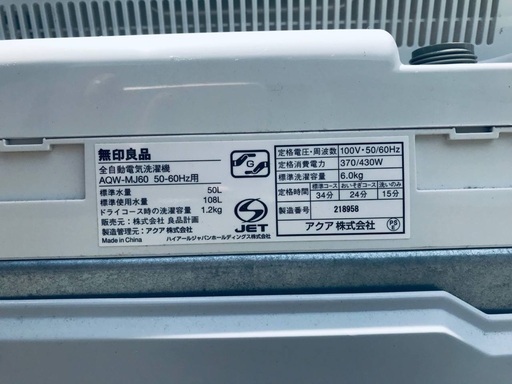 無印良品
全自動電気洗濯機
AQW-MJ60 50-60Hz用
標準水量 50L
標準使用水量 108L
ドライコース時の洗濯容量 1.2kg
販売元：株式会社 良品計画
製造管理元：アクア 株式会社
Made in China
ハイアールジャパンホールディングス株式会社
G
S
JET
定格電圧・周波数 100V・50/60Hz
定格消費電力 370/430W
標準洗濯容量 6.0kg
定格時間 標準コース おいそぎコース 洗いのみ
34分 24分 15分
製造番号 218958
アクア 株式会社
PS
E